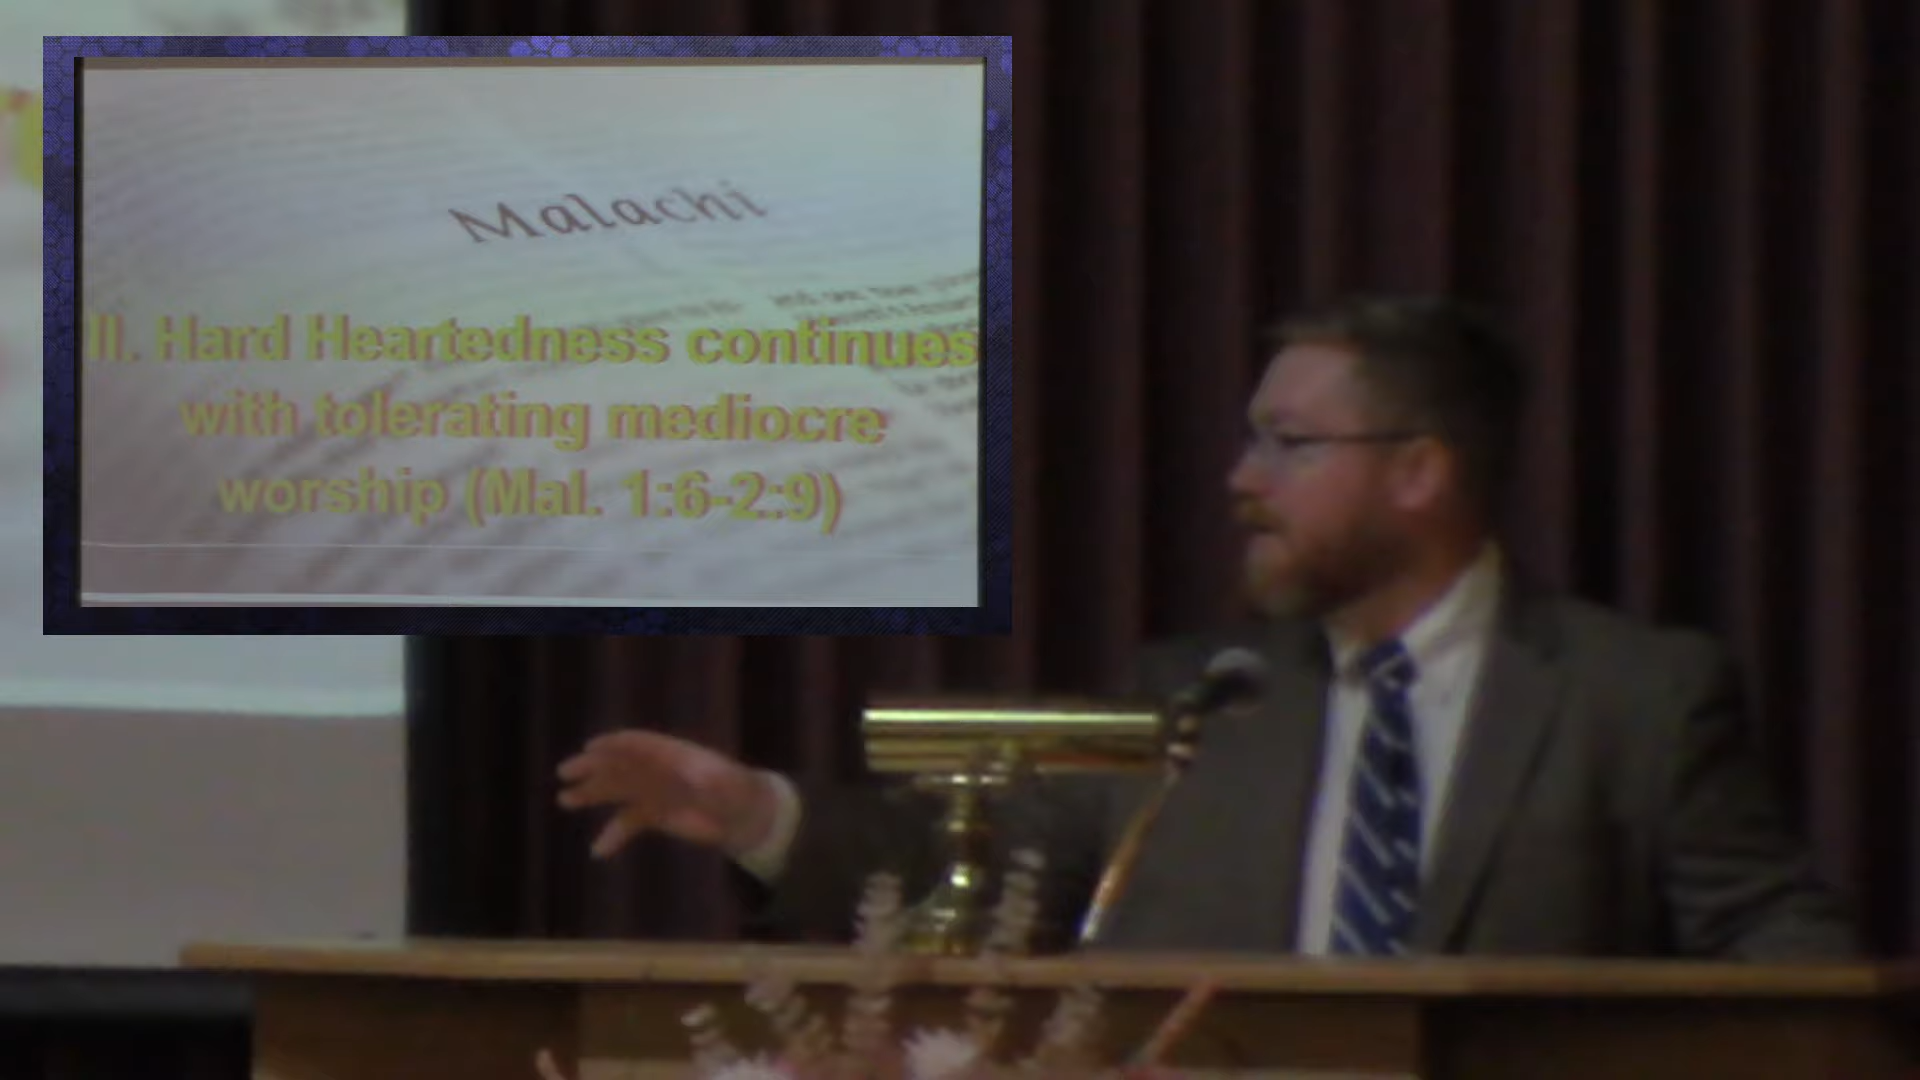 Malachi
II. Hard Heartedness continues
with tolerating mediocre
worship (Mal. 1:6-2:9)